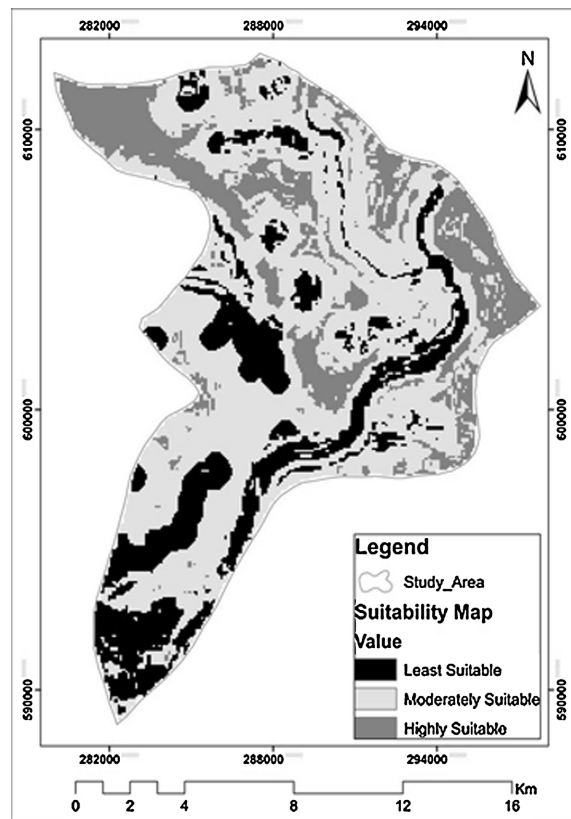 282000 288000 294000
N
610000 610000
600000 600000
590000 590000
Legend
Study_Area
Suitability Map
Value
Least Suitable
Moderately Suitable
Highly Suitable
282000 288000 294000
Km
0 2 4 8 12 16